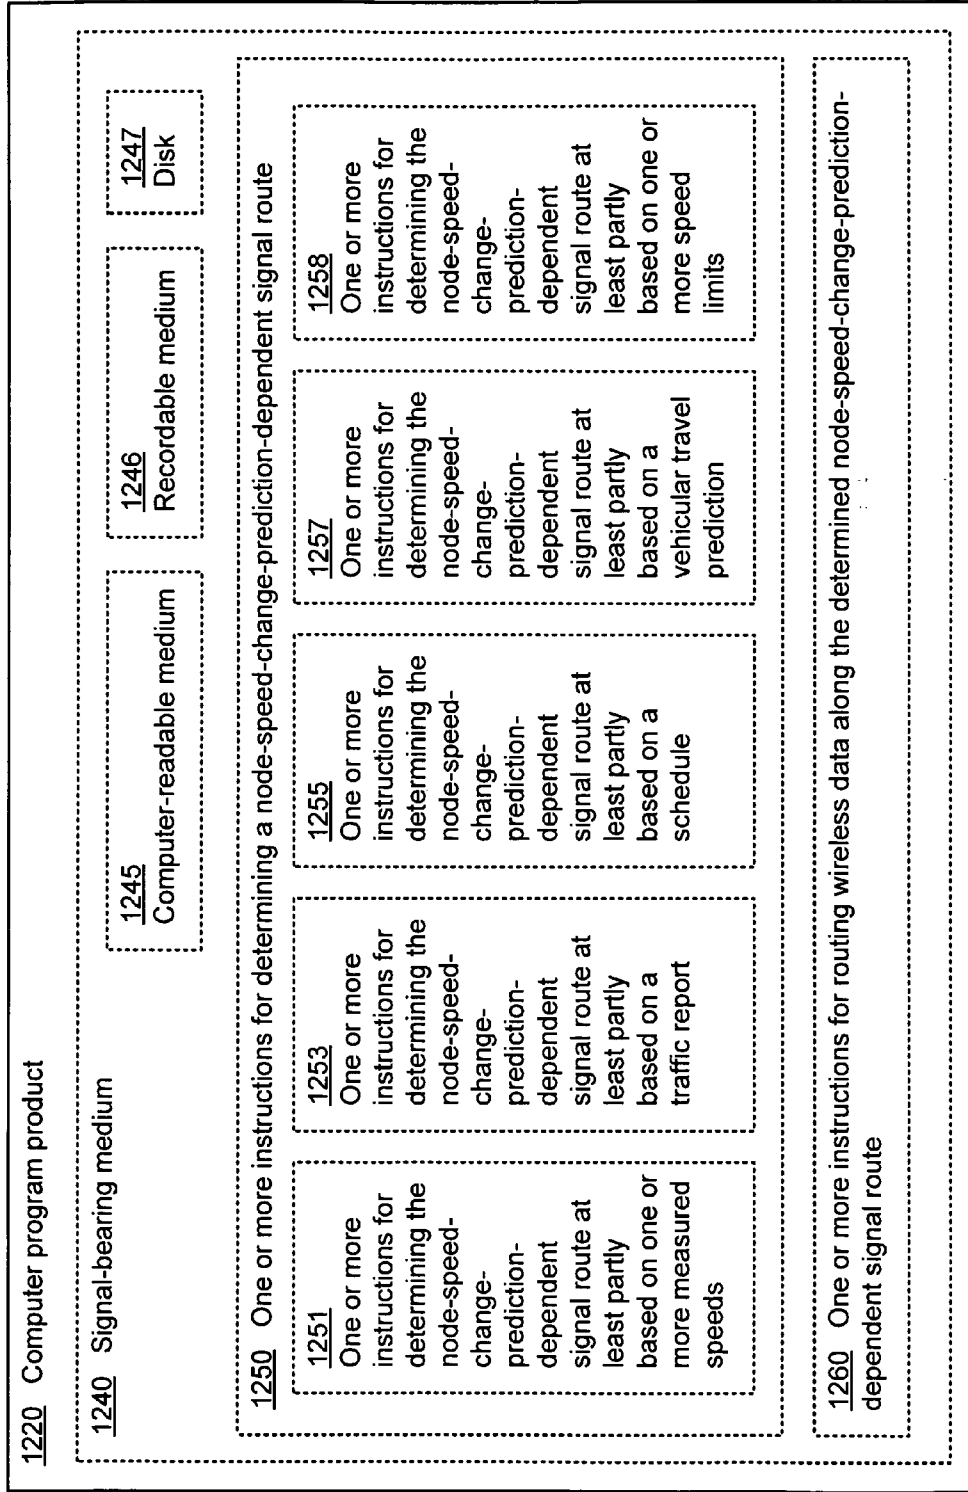 1220 Computer program product
1240 Signal-bearing medium
1245
Computer-readable medium
1246
Recordable medium
1247
Disk
1250 One or more instructions for determining a node-speed-change-prediction-dependent signal route
1251
One or more
instructions for
determining the
node-speed-
change-
prediction-
dependent
signal route at
least partly
based on one or
more measured
speeds
1253
One or more
instructions for
determining the
node-speed-
change-
prediction-
dependent
signal route at
least partly
based on a
traffic report
1255
One or more
instructions for
determining the
node-speed-
change-
prediction-
dependent
signal route at
least partly
based on a
schedule
1257
One or more
instructions for
determining the
node-speed-
change-
prediction-
dependent
signal route at
least partly
based on a
vehicular travel
prediction
1258
One or more
instructions for
determining the
node-speed-
change-
prediction-
dependent
signal route at
least partly
based on one or
more speed
limits
1260 One or more instructions for routing wireless data along the determined node-speed-change-prediction-
dependent signal route